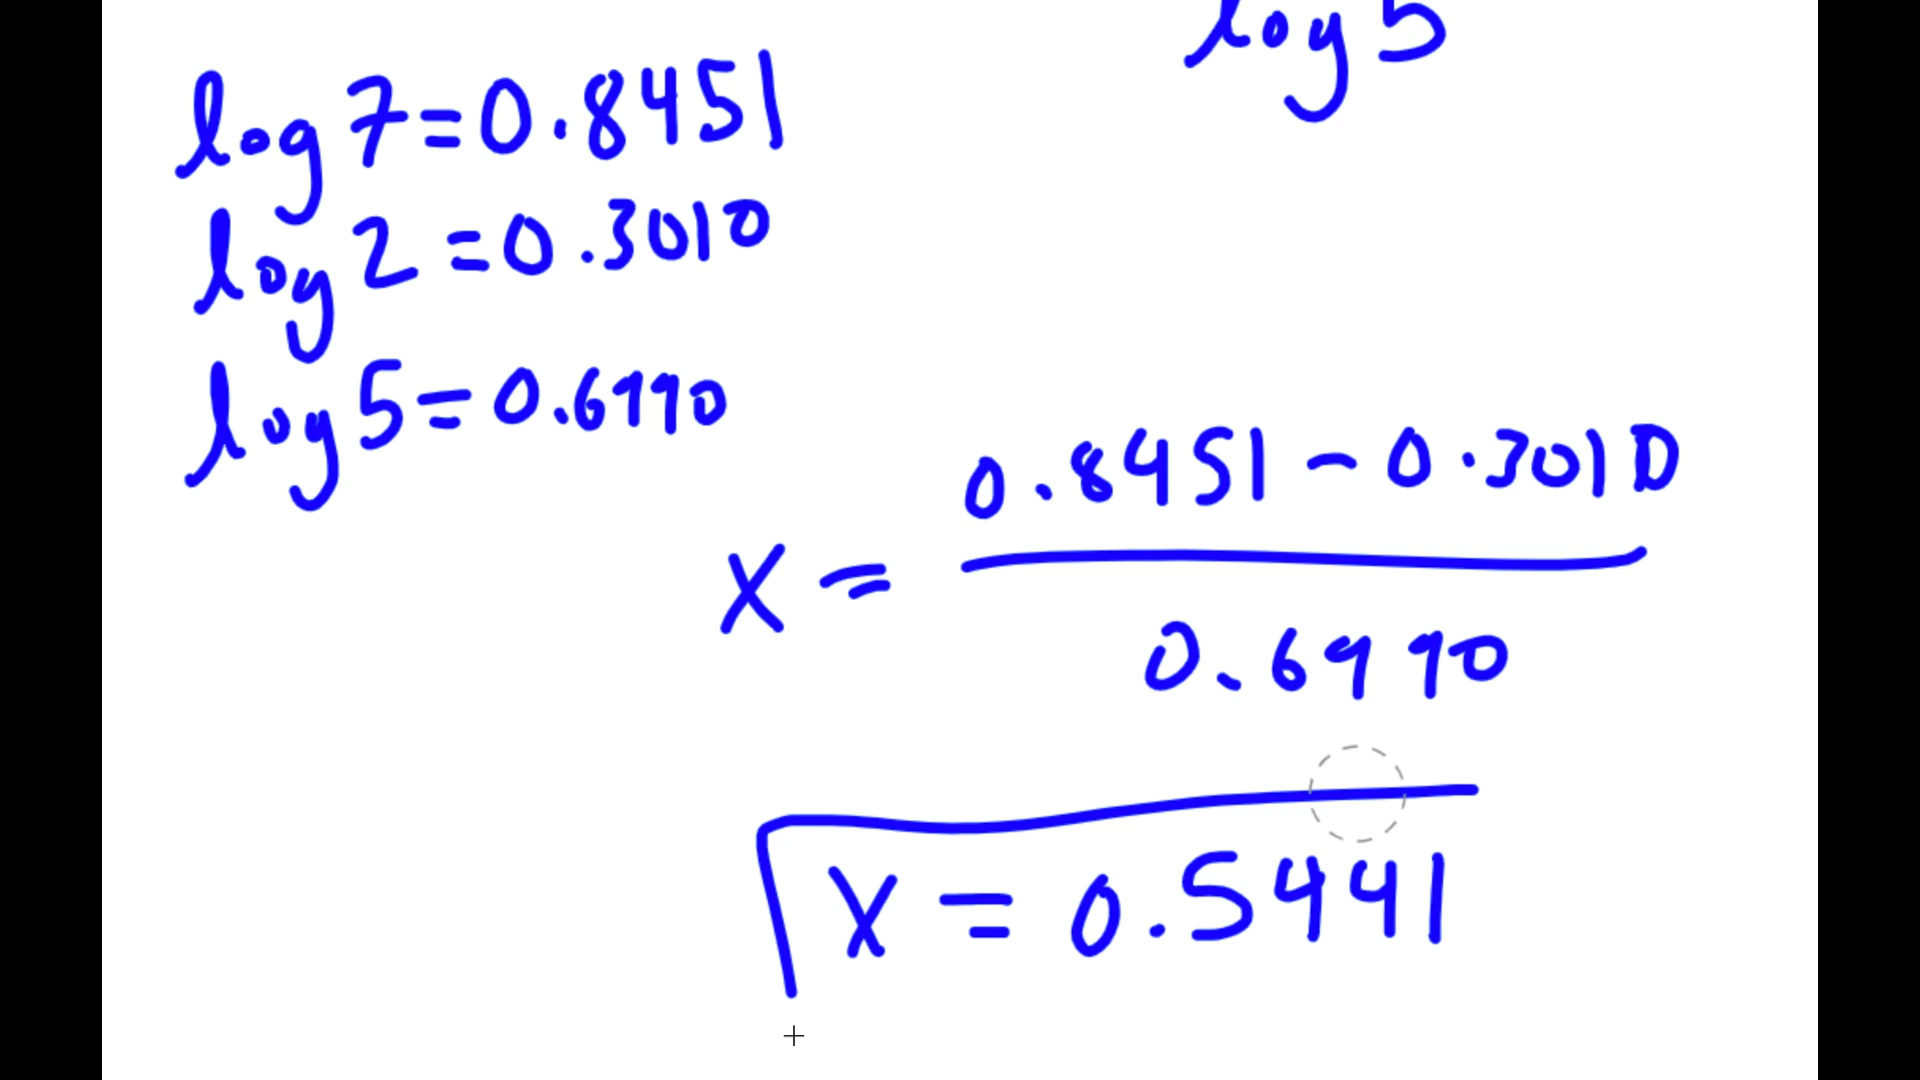 log 5
log 7 = 0.8451
log 2 = 0.3010
log 5 = 0.6990
0.8451 - 0.3010
x =
0.6990
x = 0.5441